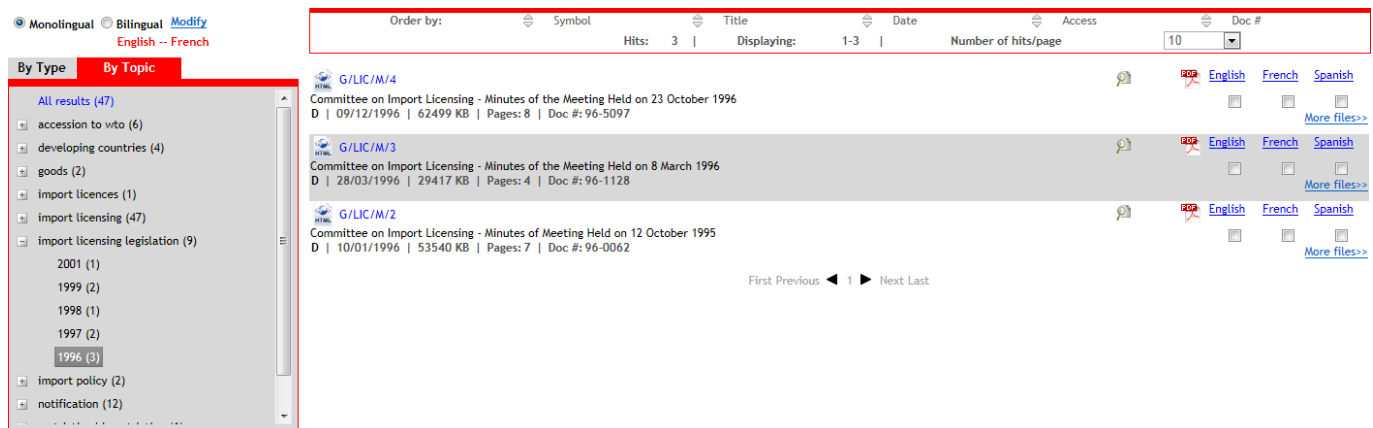 Monolingual Bilingual Modify
English -- French
By Type By Topic
All results (47)
accession to wto (6)
developing countries (4)
goods (2)
import licences (1)
import licensing (47)
import licensing legislation (9)
2001 (1)
1999 (2)
1998 (1)
1997 (2)
1996 (3)
import policy (2)
notification (12)
Order by: Symbol Title Date Access Doc #
Hits: 3 | Displaying: 1-3 | Number of hits/page 10
HTML G/LIC/M/4 PDF English French Spanish
Committee on Import Licensing - Minutes of the Meeting Held on 23 October 1996
D | 09/12/1996 | 62499 KB | Pages: 8 | Doc #: 96-5097
More files>>
HTML G/LIC/M/3 PDF English French Spanish
Committee on Import Licensing - Minutes of the Meeting Held on 8 March 1996
D | 28/03/1996 | 29417 KB | Pages: 4 | Doc #: 96-1128
More files>>
HTML G/LIC/M/2 PDF English French Spanish
Committee on Import Licensing - Minutes of Meeting Held on 12 October 1995
D | 10/01/1996 | 53540 KB | Pages: 7 | Doc #: 96-0062
More files>>
First Previous 1 Next Last